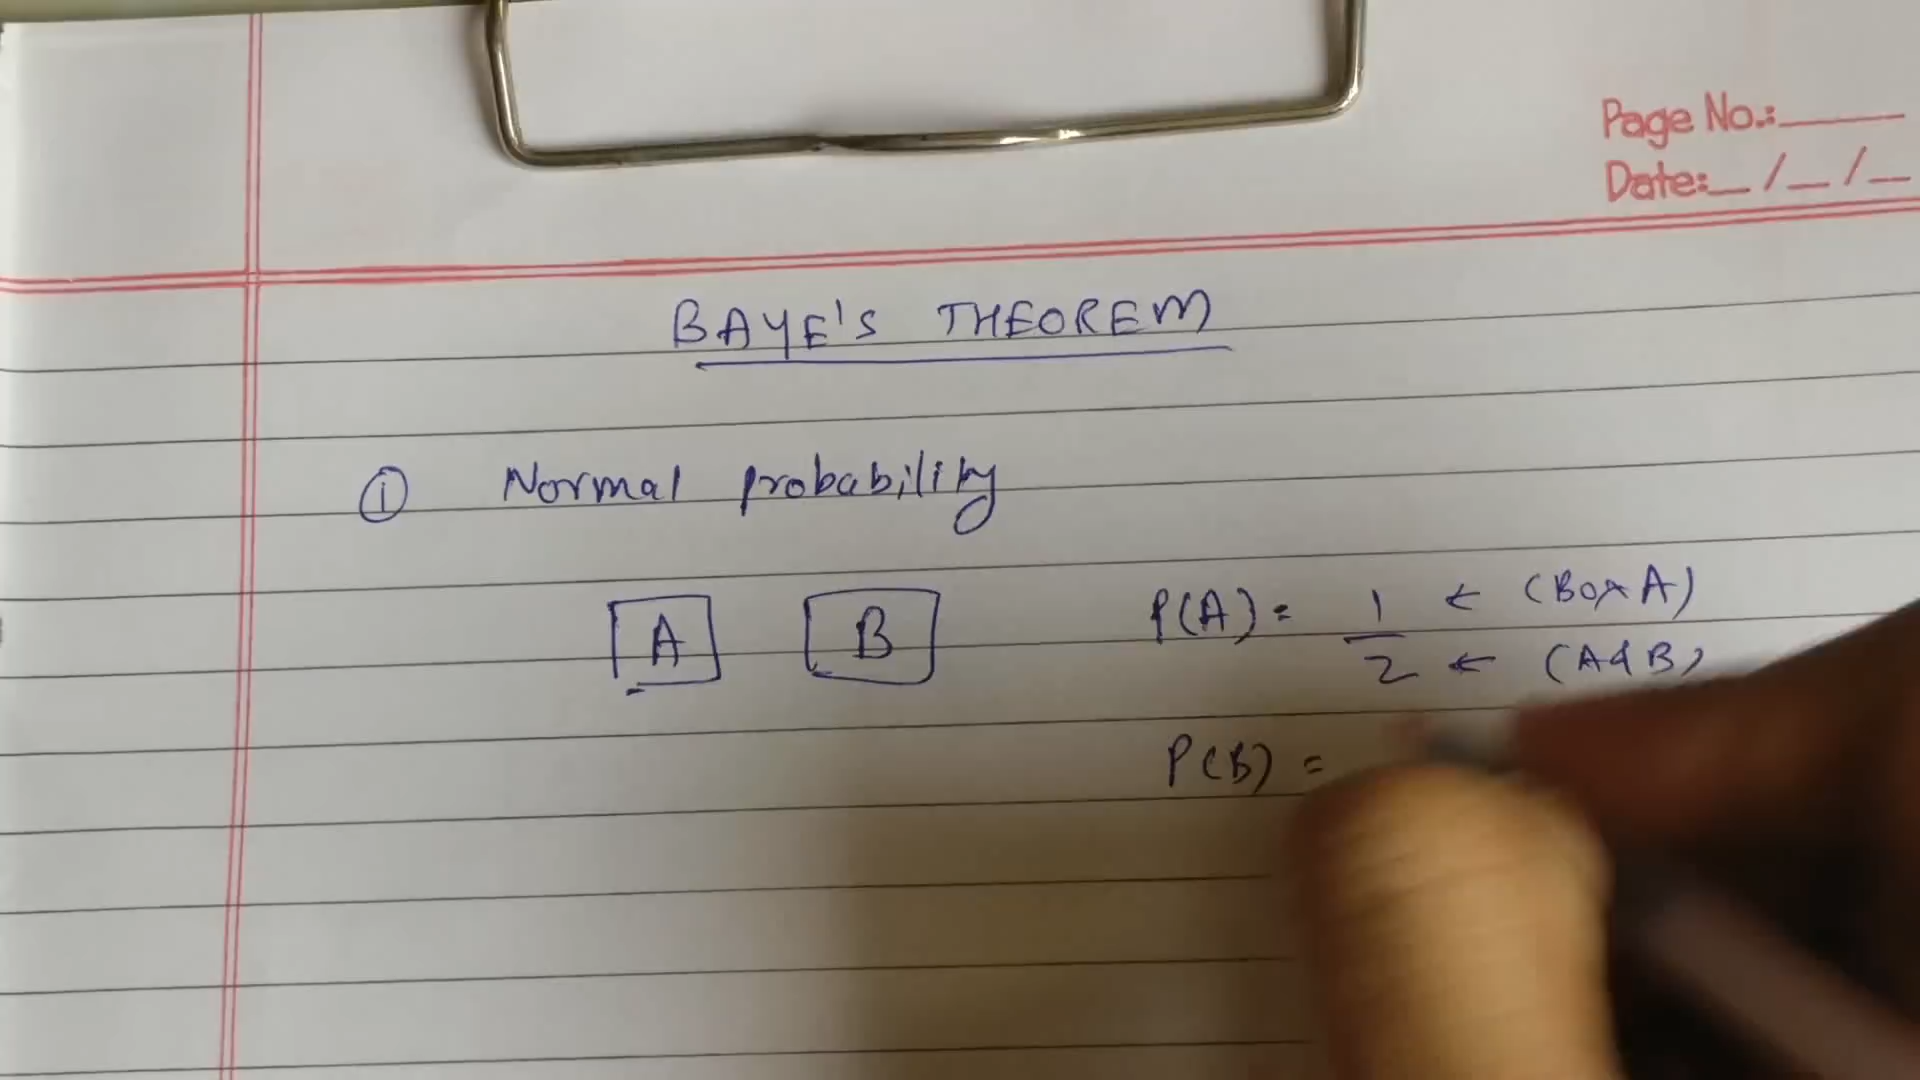 Page No.:
Date: / /
BAYE'S THEOREM
① Normal probability
A B P(A) = 1 ← (Box A)
2 ← (A & B)
P(B) =